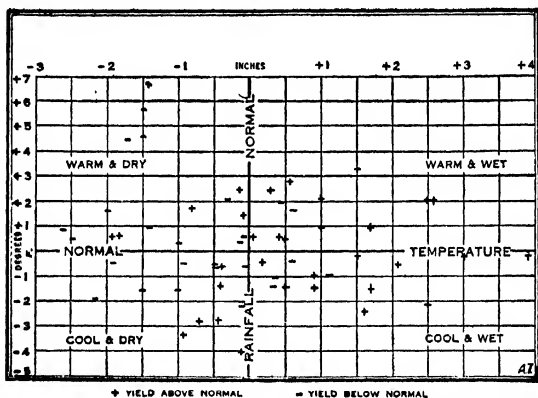 -3 -2 -1 INCHES +1 +2 +3 +4
+7
+6
+5
+4
+3
+2
+1
-1
-2
-3
-4
-5
DEGREES F.
NORMAL
RAINFALL
WARM & DRY
WARM & WET
NORMAL
TEMPERATURE
COOL & DRY
COOL & WET
A.I.
+ YIELD ABOVE NORMAL - YIELD BELOW NORMAL